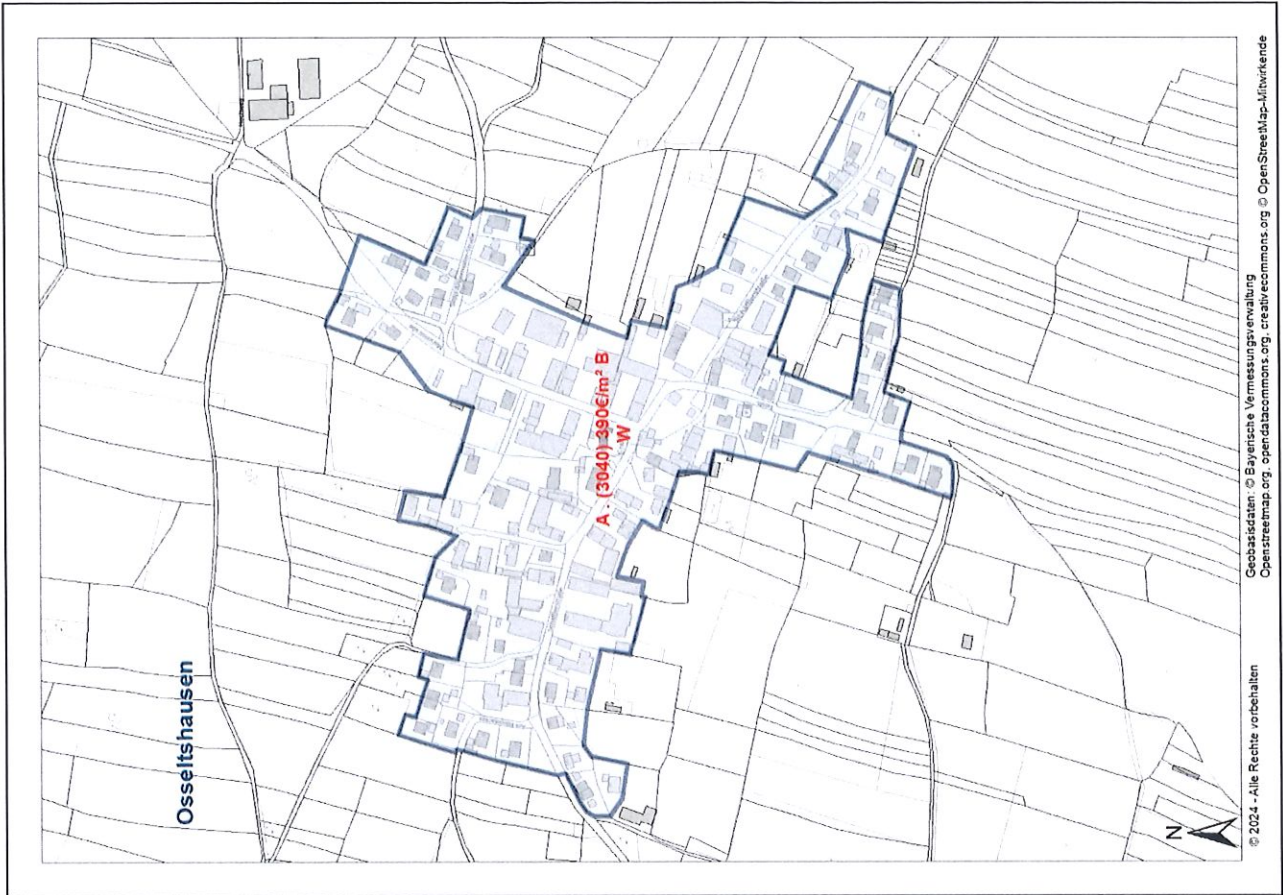 Osseltshausen
A . (3040) 390€/m² B
W
N
© 2024 - Alle Rechte vorbehalten
Geobasisdaten: © Bayerische Vermessungsverwaltung
Openstreetmap.org, opendatacommons.org, creativecommons.org © OpenStreetMap-Mitwirkende